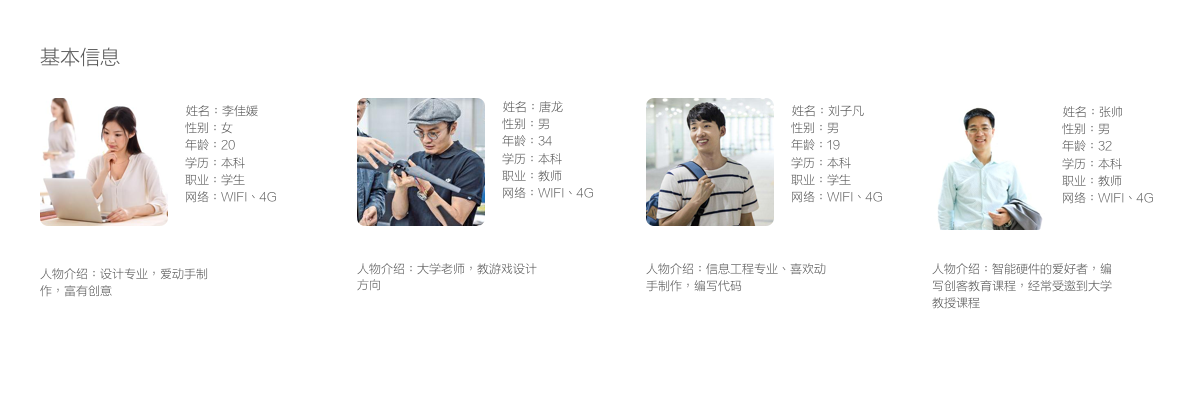 基本信息
姓名：李佳媛
性别：女
年龄：20
学历：本科
职业：学生
网络：WIFI、4G
人物介绍：设计专业，爱动手制
作，富有创意
姓名：唐龙
性别：男
年龄：34
学历：本科
职业：教师
网络：WIFI、4G
人物介绍：大学老师，教游戏设计
方向
姓名：刘子凡
性别：男
年龄：19
学历：本科
职业：学生
网络：WIFI、4G
人物介绍：信息工程专业、喜欢动
手制作，编写代码
姓名：张帅
性别：男
年龄：32
学历：本科
职业：教师
网络：WIFI、4G
人物介绍：智能硬件的爱好者，编
写创客教育课程，经常受邀到大学
教授课程